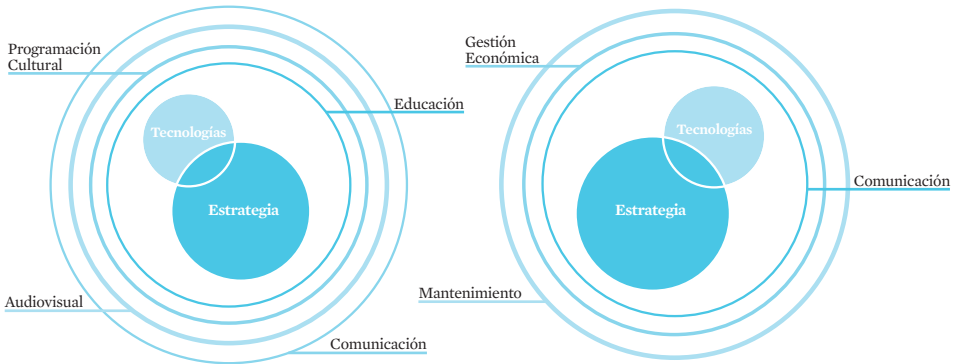 Programación
Cultural
Educación
Tecnologías
Estrategia
Audiovisual
Comunicación
Gestión
Económica
Tecnologías
Estrategia
Comunicación
Mantenimiento